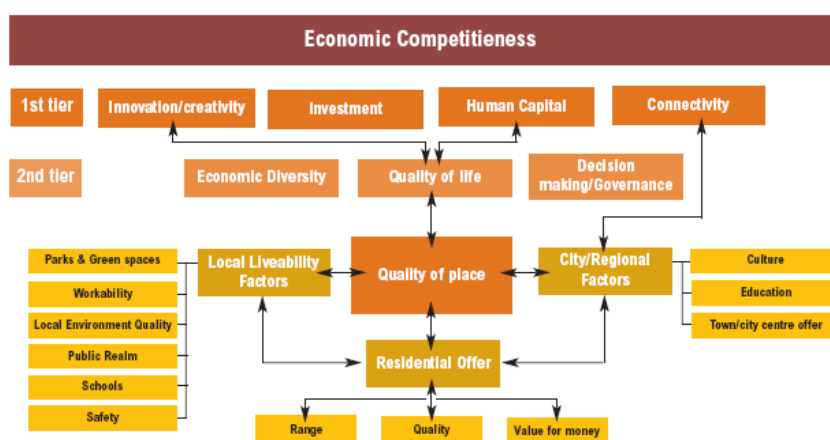 Economic Competitieness
1st tier
Innovation/creativity
Investment
Human Capital
Connectivity
2nd tier
Economic Diversity
Quality of life
Decision
making/Governance
Parks & Green spaces
Workability
Local Environment Quality
Public Realm
Schools
Safety
Local Liveability
Factors
Quality of place
City/Regional
Factors
Culture
Education
Town/city centre offer
Residential Offer
Range
Quality
Value for money